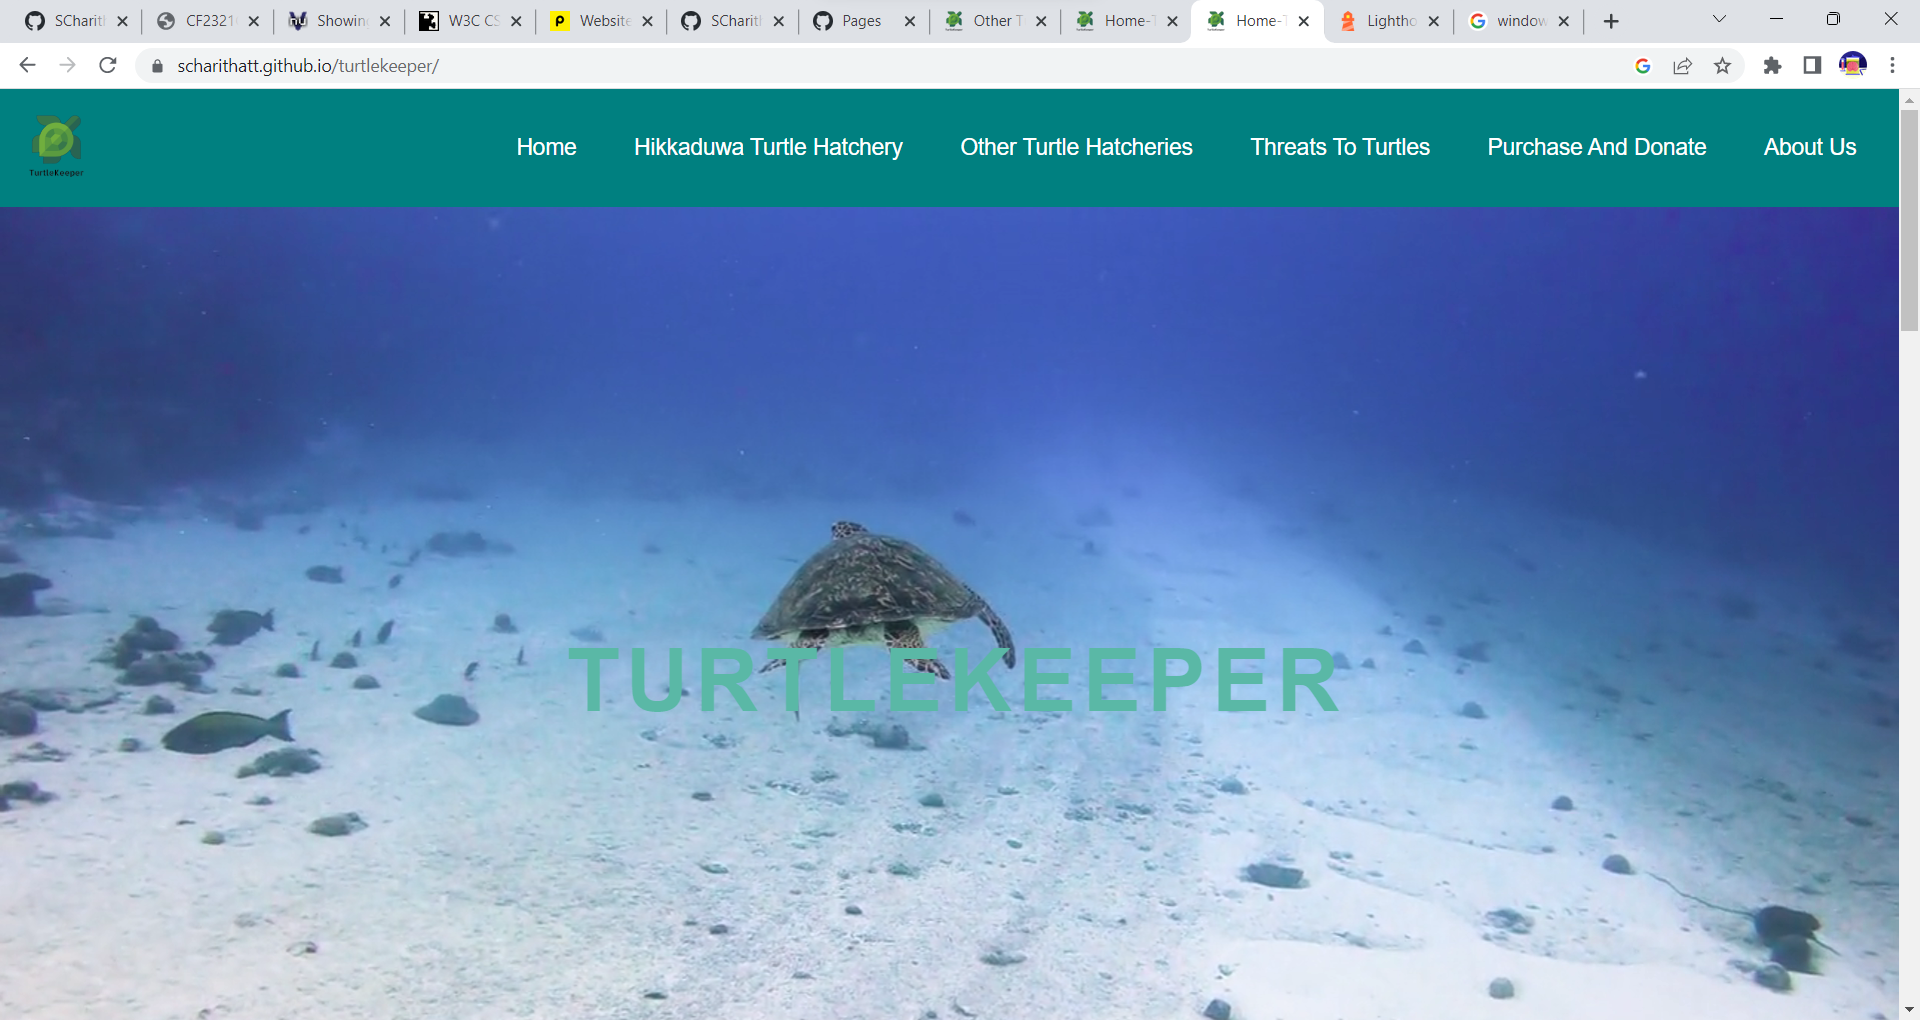 SCharit
CF2321
Showing
W3C CS
Website
SCharit
Pages
Other T
Home-T
Home-T
Lightho
window
scharithatt.github.io/turtlekeeper/
TurtleKeeper
Home
Hikkaduwa Turtle Hatchery
Other Turtle Hatcheries
Threats To Turtles
Purchase And Donate
About Us
TURTLEKEEPER